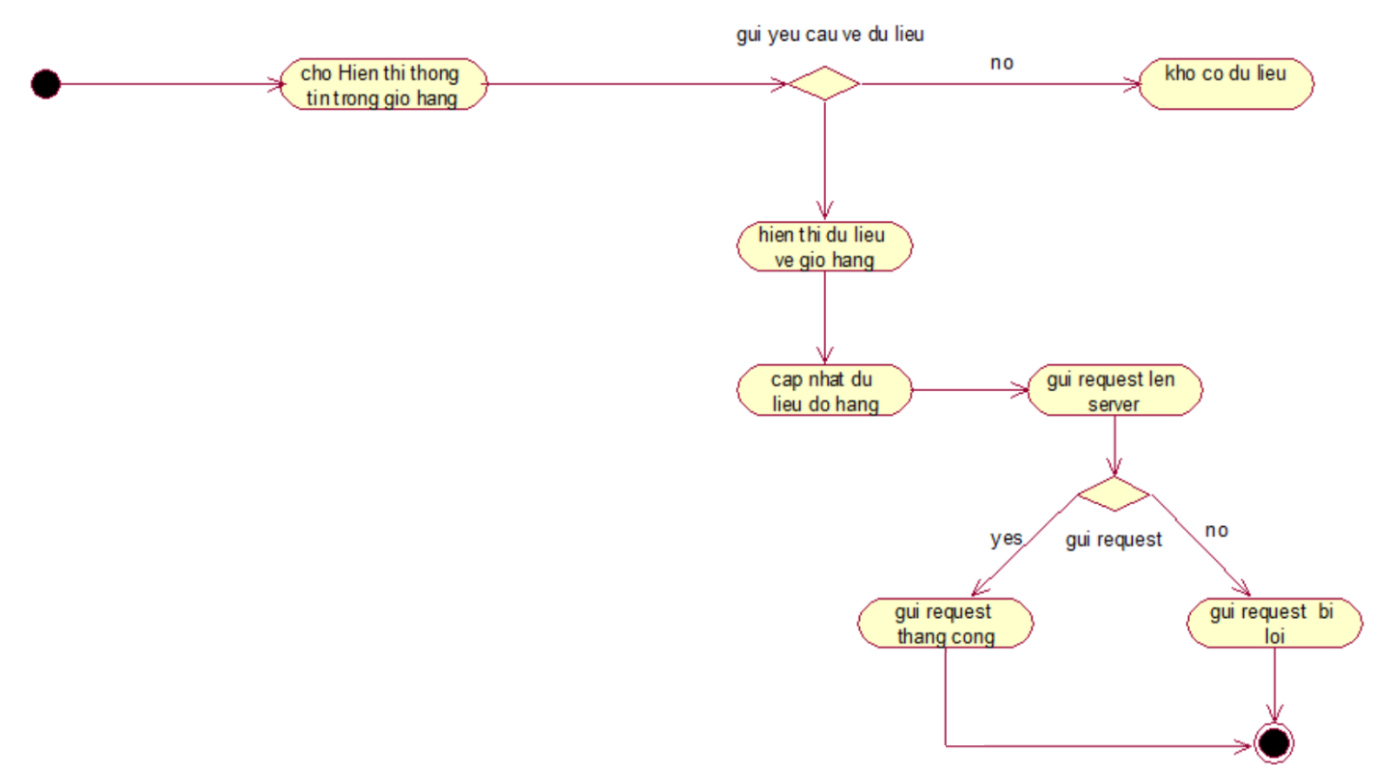 gui yeu cau ve du lieu
cho Hien thi thong
tin trong gio hang
no
kho co du lieu
hien thi du lieu
ve gio hang
cap nhat du
lieu do hang
gui request len
server
yes
gui request
no
gui request
thang cong
gui request bi
loi